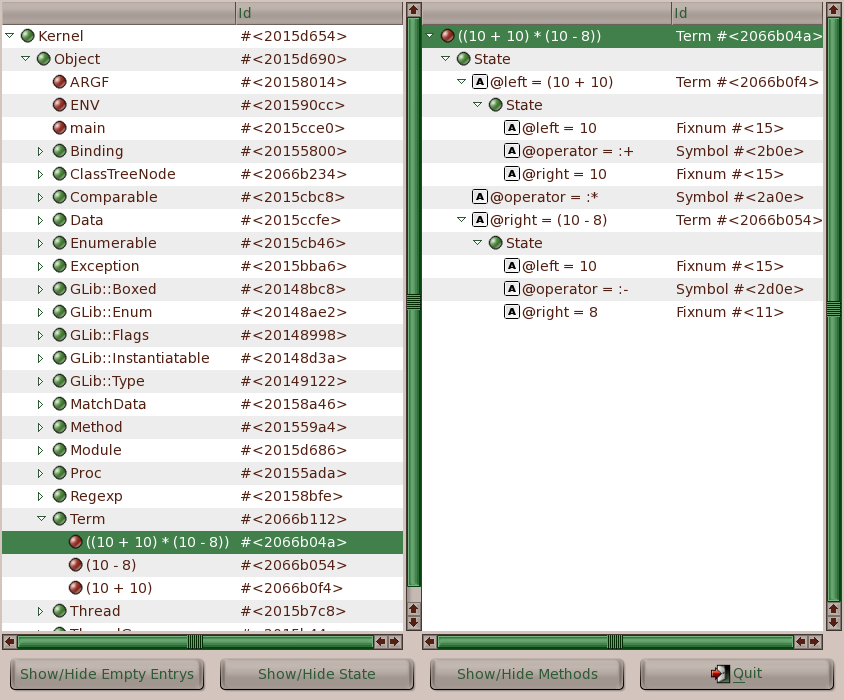 Id
Kernel #<2015d654>
Object #<2015d690>
ARGF #<20158014>
ENV #<201590cc>
main #<2015cce0>
Binding #<20155800>
ClassTreeNode #<2066b234>
Comparable #<2015cbc8>
Data #<2015ccfe>
Enumerable #<2015cb46>
Exception #<2015bba6>
GLib::Boxed #<20148bc8>
GLib::Enum #<20148ae2>
GLib::Flags #<20148998>
GLib::Instantiatable #<20148d3a>
GLib::Type #<20149122>
MatchData #<20158a46>
Method #<201559a4>
Module #<2015d686>
Proc #<20155ada>
Regexp #<20158bfe>
Term #<2066b112>
((10 + 10) * (10 - 8)) #<2066b04a>
(10 - 8) #<2066b054>
(10 + 10) #<2066b0f4>
Thread #<2015b7c8>
Id
((10 + 10) * (10 - 8)) Term #<2066b04a>
State
A @left = (10 + 10) Term #<2066b0f4>
State
A @left = 10 Fixnum #<15>
A @operator = :+ Symbol #<2b0e>
A @right = 10 Fixnum #<15>
A @operator = :* Symbol #<2a0e>
A @right = (10 - 8) Term #<2066b054>
State
A @left = 10 Fixnum #<15>
A @operator = :- Symbol #<2d0e>
A @right = 8 Fixnum #<11>
Show/Hide Empty Entrys Show/Hide State Show/Hide Methods Quit